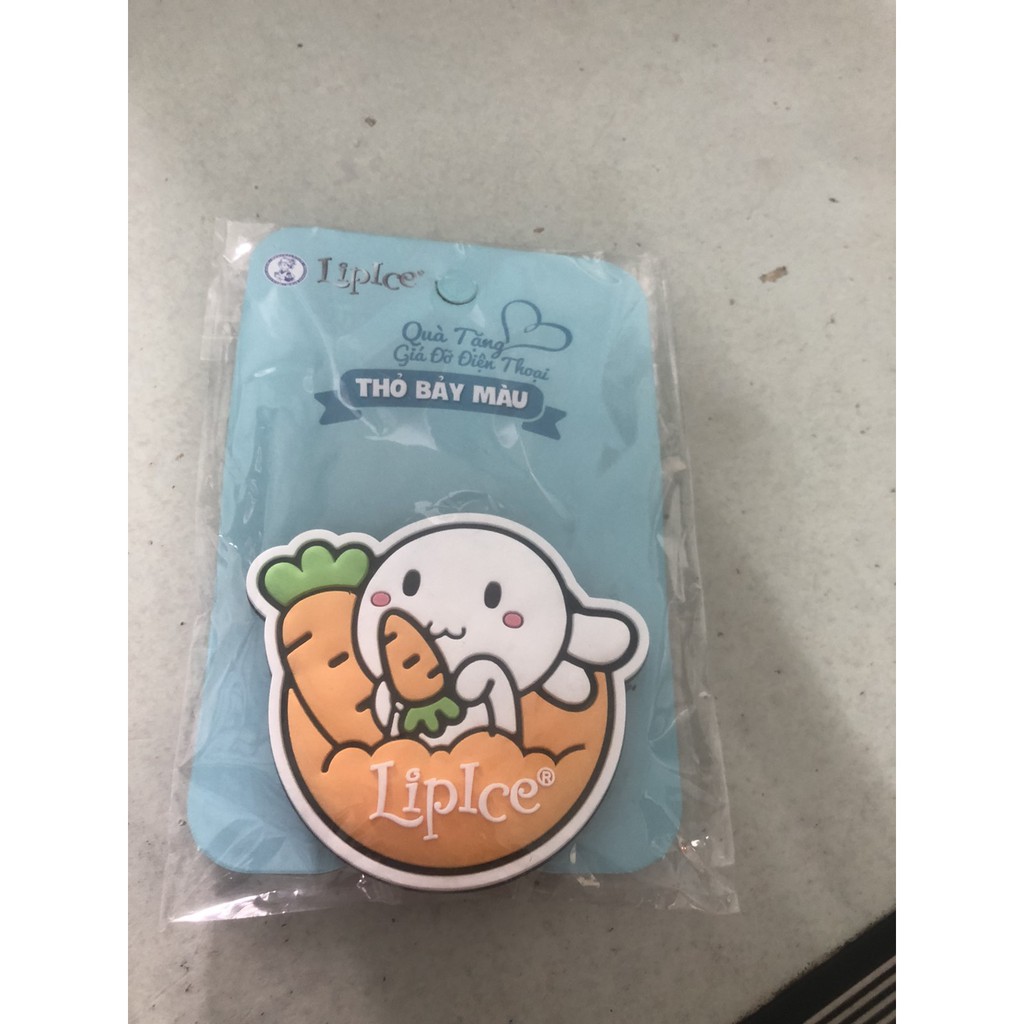 LipIce®
Quà Tặng
Giá Đỡ Điện Thoại
THỎ BẢY MÀU
LipIce®